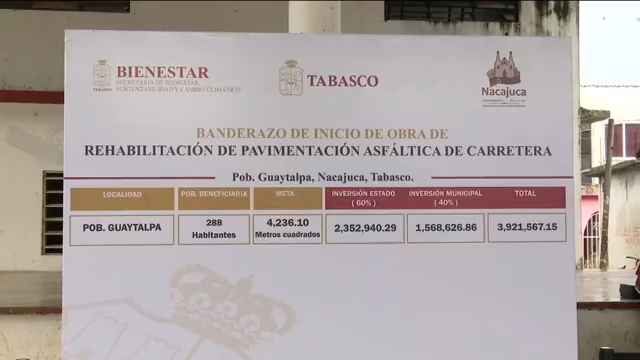 BIENESTAR
SECRETARÍA DE BIENESTAR,
SUSTENTABILIDAD Y CAMBIO CLIMÁTICO
TABASCO
TABASCO
Nacajuca
BANDERAZO DE INICIO DE OBRA DE
REHABILITACIÓN DE PAVIMENTACIÓN ASFÁLTICA DE CARRETERA
Pob. Guaytalpa, Nacajuca, Tabasco.
LOCALIDAD POB. BENEFICIARIA META INVERSIÓN ESTADO ( 60% ) INVERSIÓN MUNICIPAL ( 40% ) TOTAL
POB. GUAYTALPA 288 Habitantes 4,236.10 Metros cuadrados 2,352,940.29 1,568,626.86 3,921,567.15